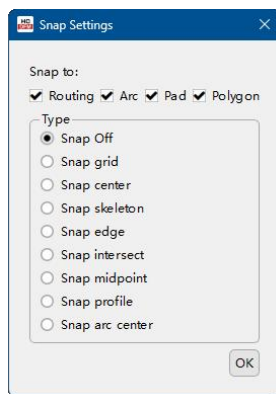 Snap Settings
Snap to:
Routing Arc Pad Polygon
Type
Snap Off
Snap grid
Snap center
Snap skeleton
Snap edge
Snap intersect
Snap midpoint
Snap profile
Snap arc center
OK